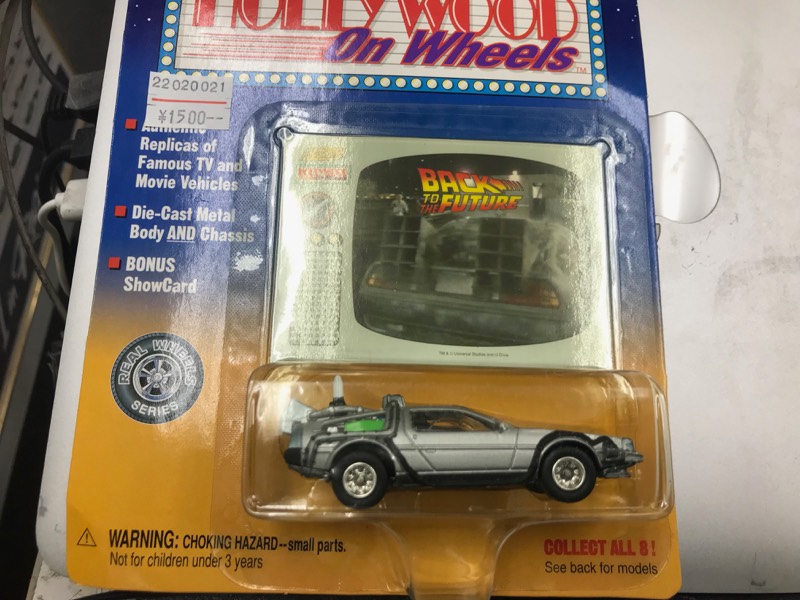 HOLLYWOOD
On Wheels™
22020021
¥1500--
Authentic
Replicas of
Famous TV and
Movie Vehicles
Die-Cast Metal
Body AND Chassis
BONUS
ShowCard
BACK
TO
THE FUTURE
REAL WHEELS
SERIES
WARNING: CHOKING HAZARD--small parts.
Not for children under 3 years
COLLECT ALL 8!
See back for models